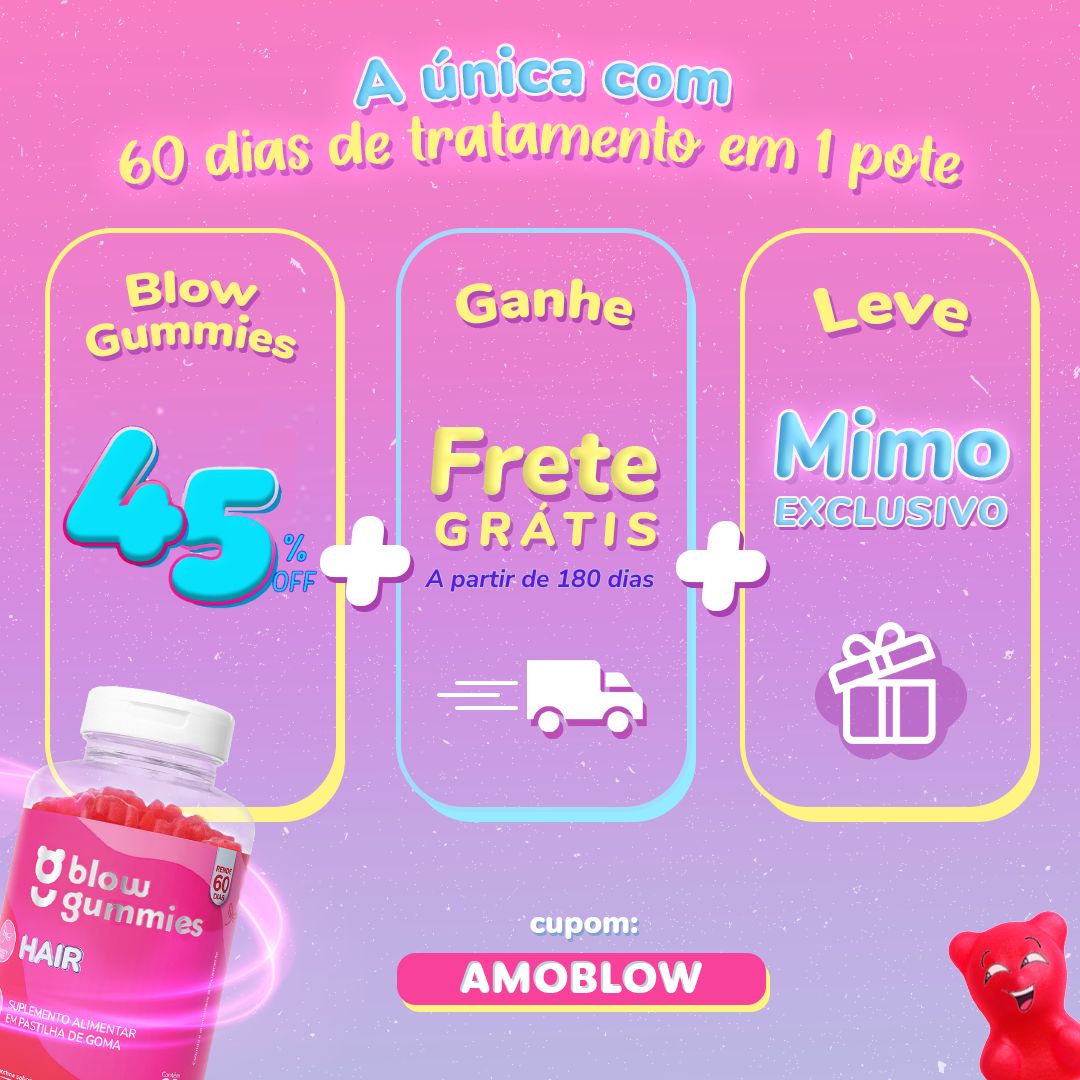 A única com
60 dias de tratamento em 1 pote
Blow
Gummies
45
%
OFF
Ganhe
Frete
GRÁTIS
A partir de 180 dias
Leve
Mimo
EXCLUSIVO
blow
gummies
RENDE
60
DIAS
HAIR
SUPLEMENTO ALIMENTAR
EM PASTILHA DE GOMA
Contém
cupom:
AMOBLOW